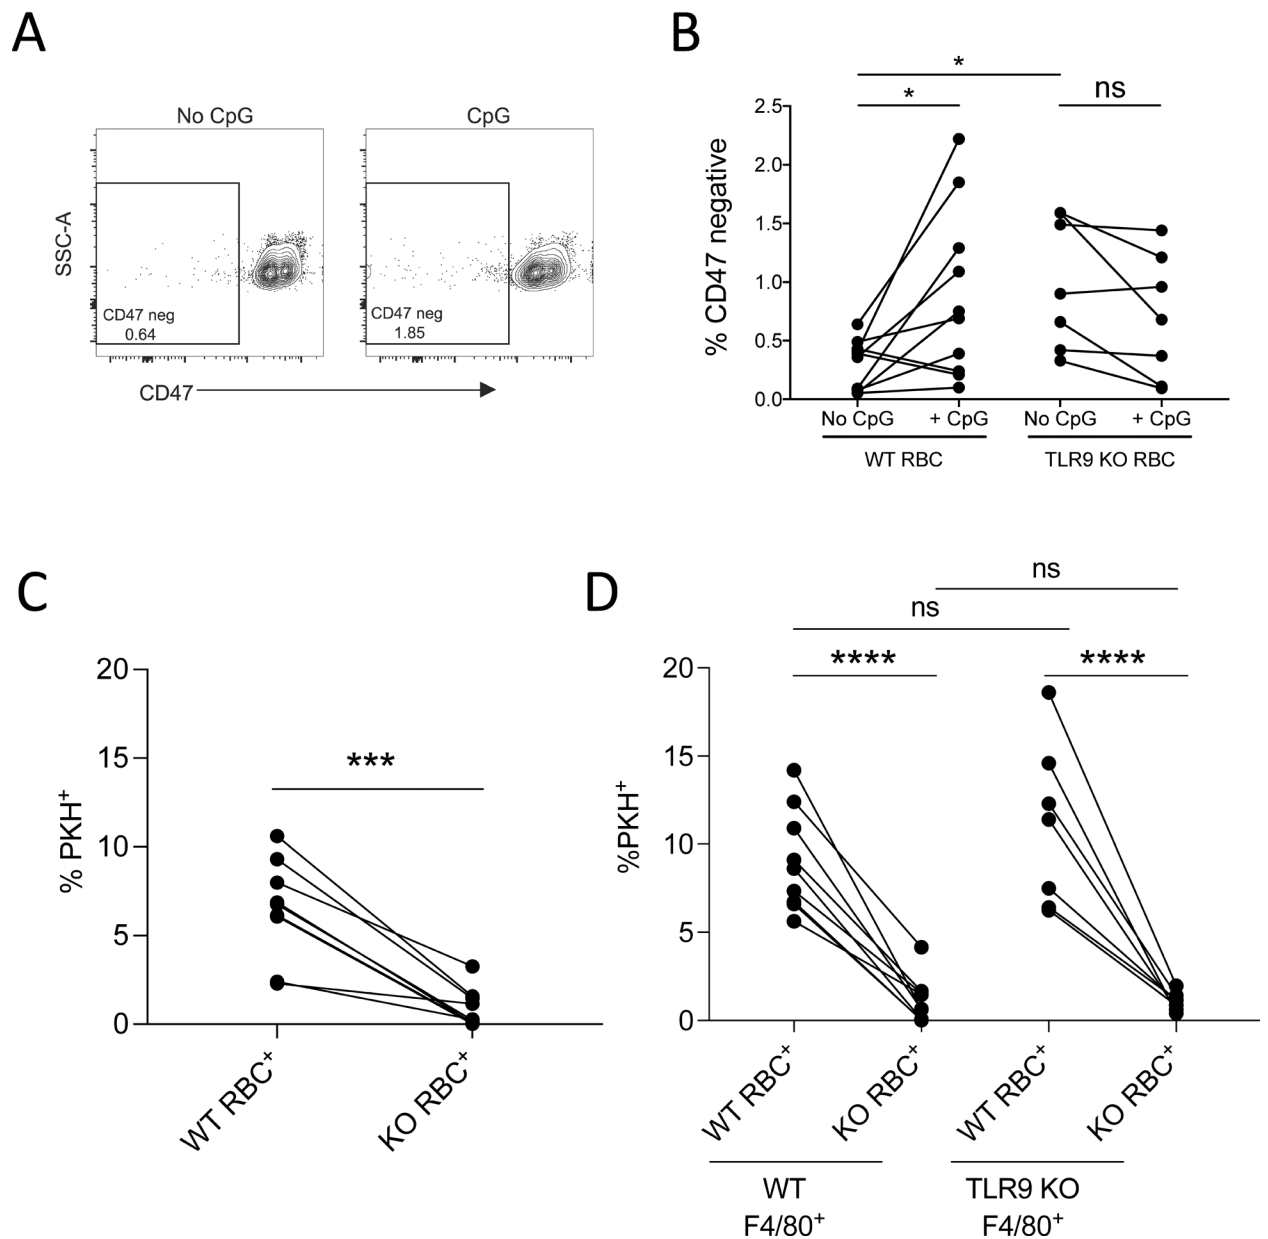 A
No CpG
CpG
SSC-A
CD47 neg
0.64
CD47 neg
1.85
CD47
B
*
*
ns
% CD47 negative
2.5
2.0
1.5
1.0
0.5
0.0
No CpG
+ CpG
No CpG
+ CpG
WT RBC
TLR9 KO RBC
C
% PKH+
20
15
10
5
0
***
WT RBC+
KO RBC+
D
ns
ns
****
****
%PKH+
20
15
10
5
0
WT RBC+
KO RBC+
WT RBC+
KO RBC+
WT
F4/80+
TLR9 KO
F4/80+